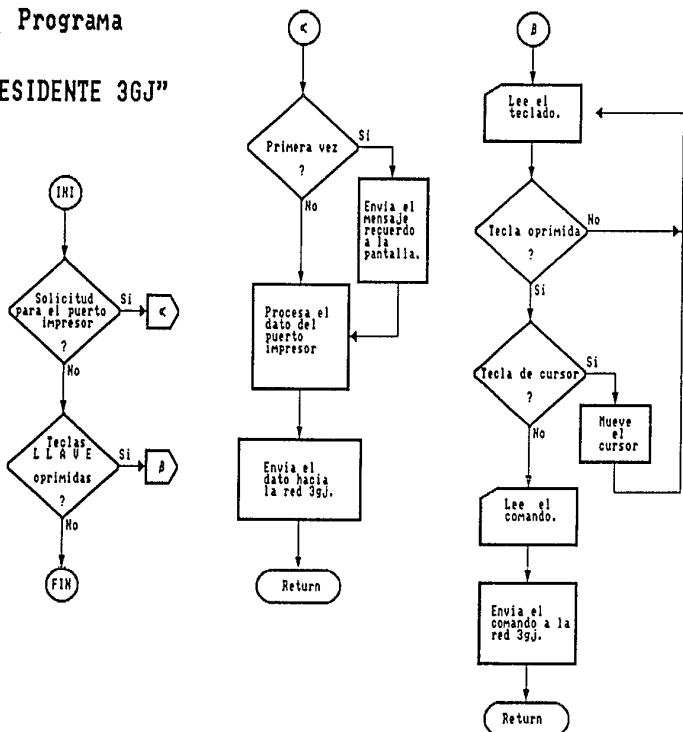 Programa
ESIDENTE 3GJ"
INI
Solicitud
para el puerto
impresor
?
Si
∝
No
Teclas
L L A V E
oprimidas
?
Si
β
No
FIN
∝
Primera vez
?
Si
No
Envia el
mensaje
recuerdo
a la
pantalla.
Procesa el
dato del
puerto
impresor
Envia el
dato hacia
la red 3gj.
Return
β
Lee el
teclado.
Tecla oprimida
?
No
Si
Tecla de cursor
?
Si
No
Mueve
el
cursor
Lee el
comando.
Envia el
comando a la
red 3gj.
Return